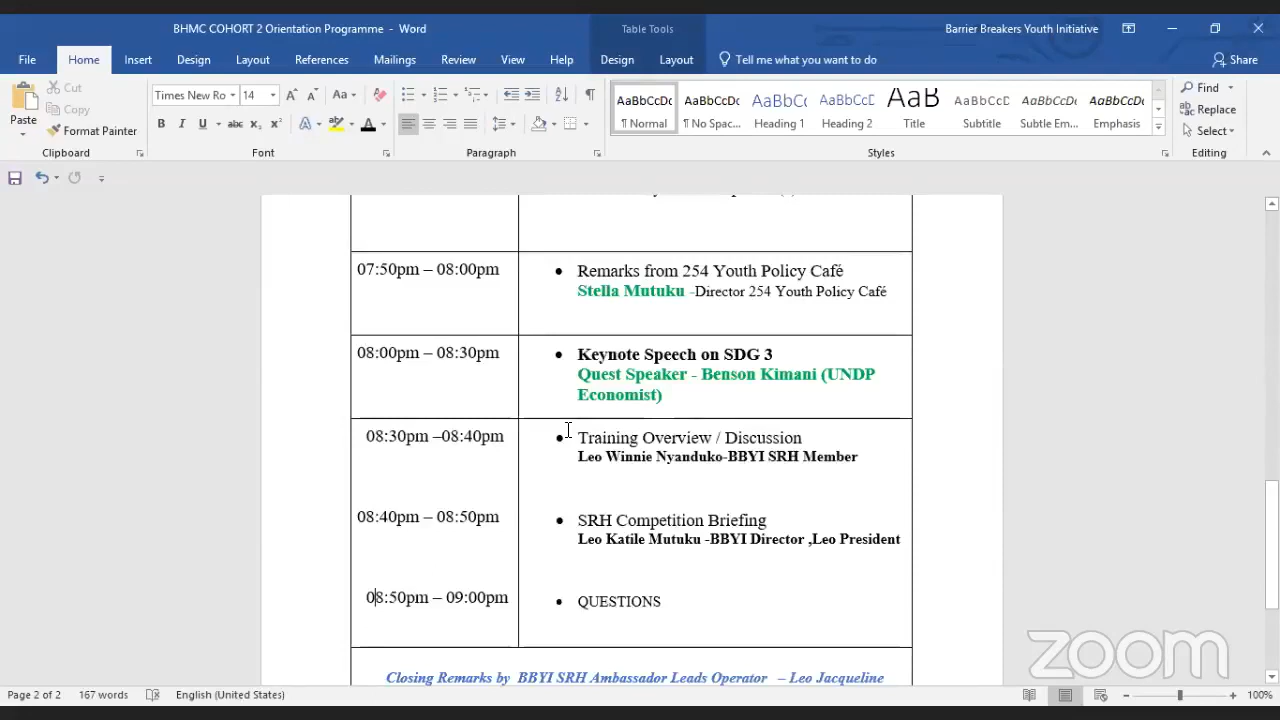 BHMC COHORT 2 Orientation Programme - Word
Table Tools
Barrier Breakers Youth Initiative
File Home Insert Design Layout References Mailings Review View Help Design Layout Tell me what you want to do Share
Paste
Cut
Copy
Format Painter
Clipboard
Times New Ro 14
Font
Paragraph
AaBbCcDc AaBbCcDc AaBbC AaBbCcC AaB AaBbCcD AaBbCcDc AaBbCcDc
¶ Normal ¶ No Spac... Heading 1 Heading 2 Title Subtitle Subtle Em... Emphasis
Styles
Find
Replace
Select
Editing
07:50pm – 08:00pm
• Remarks from 254 Youth Policy Café
Stella Mutuku -Director 254 Youth Policy Café
08:00pm – 08:30pm
• Keynote Speech on SDG 3
Quest Speaker - Benson Kimani (UNDP
Economist)
08:30pm –08:40pm
• Training Overview / Discussion
Leo Winnie Nyanduko-BBYI SRH Member
08:40pm – 08:50pm
• SRH Competition Briefing
Leo Katile Mutuku -BBYI Director ,Leo President
08:50pm – 09:00pm
• QUESTIONS
Closing Remarks by BBYI SRH Ambassador Leads Operator – Leo Jacqueline
zoom
Page 2 of 2 167 words English (United States) 100%